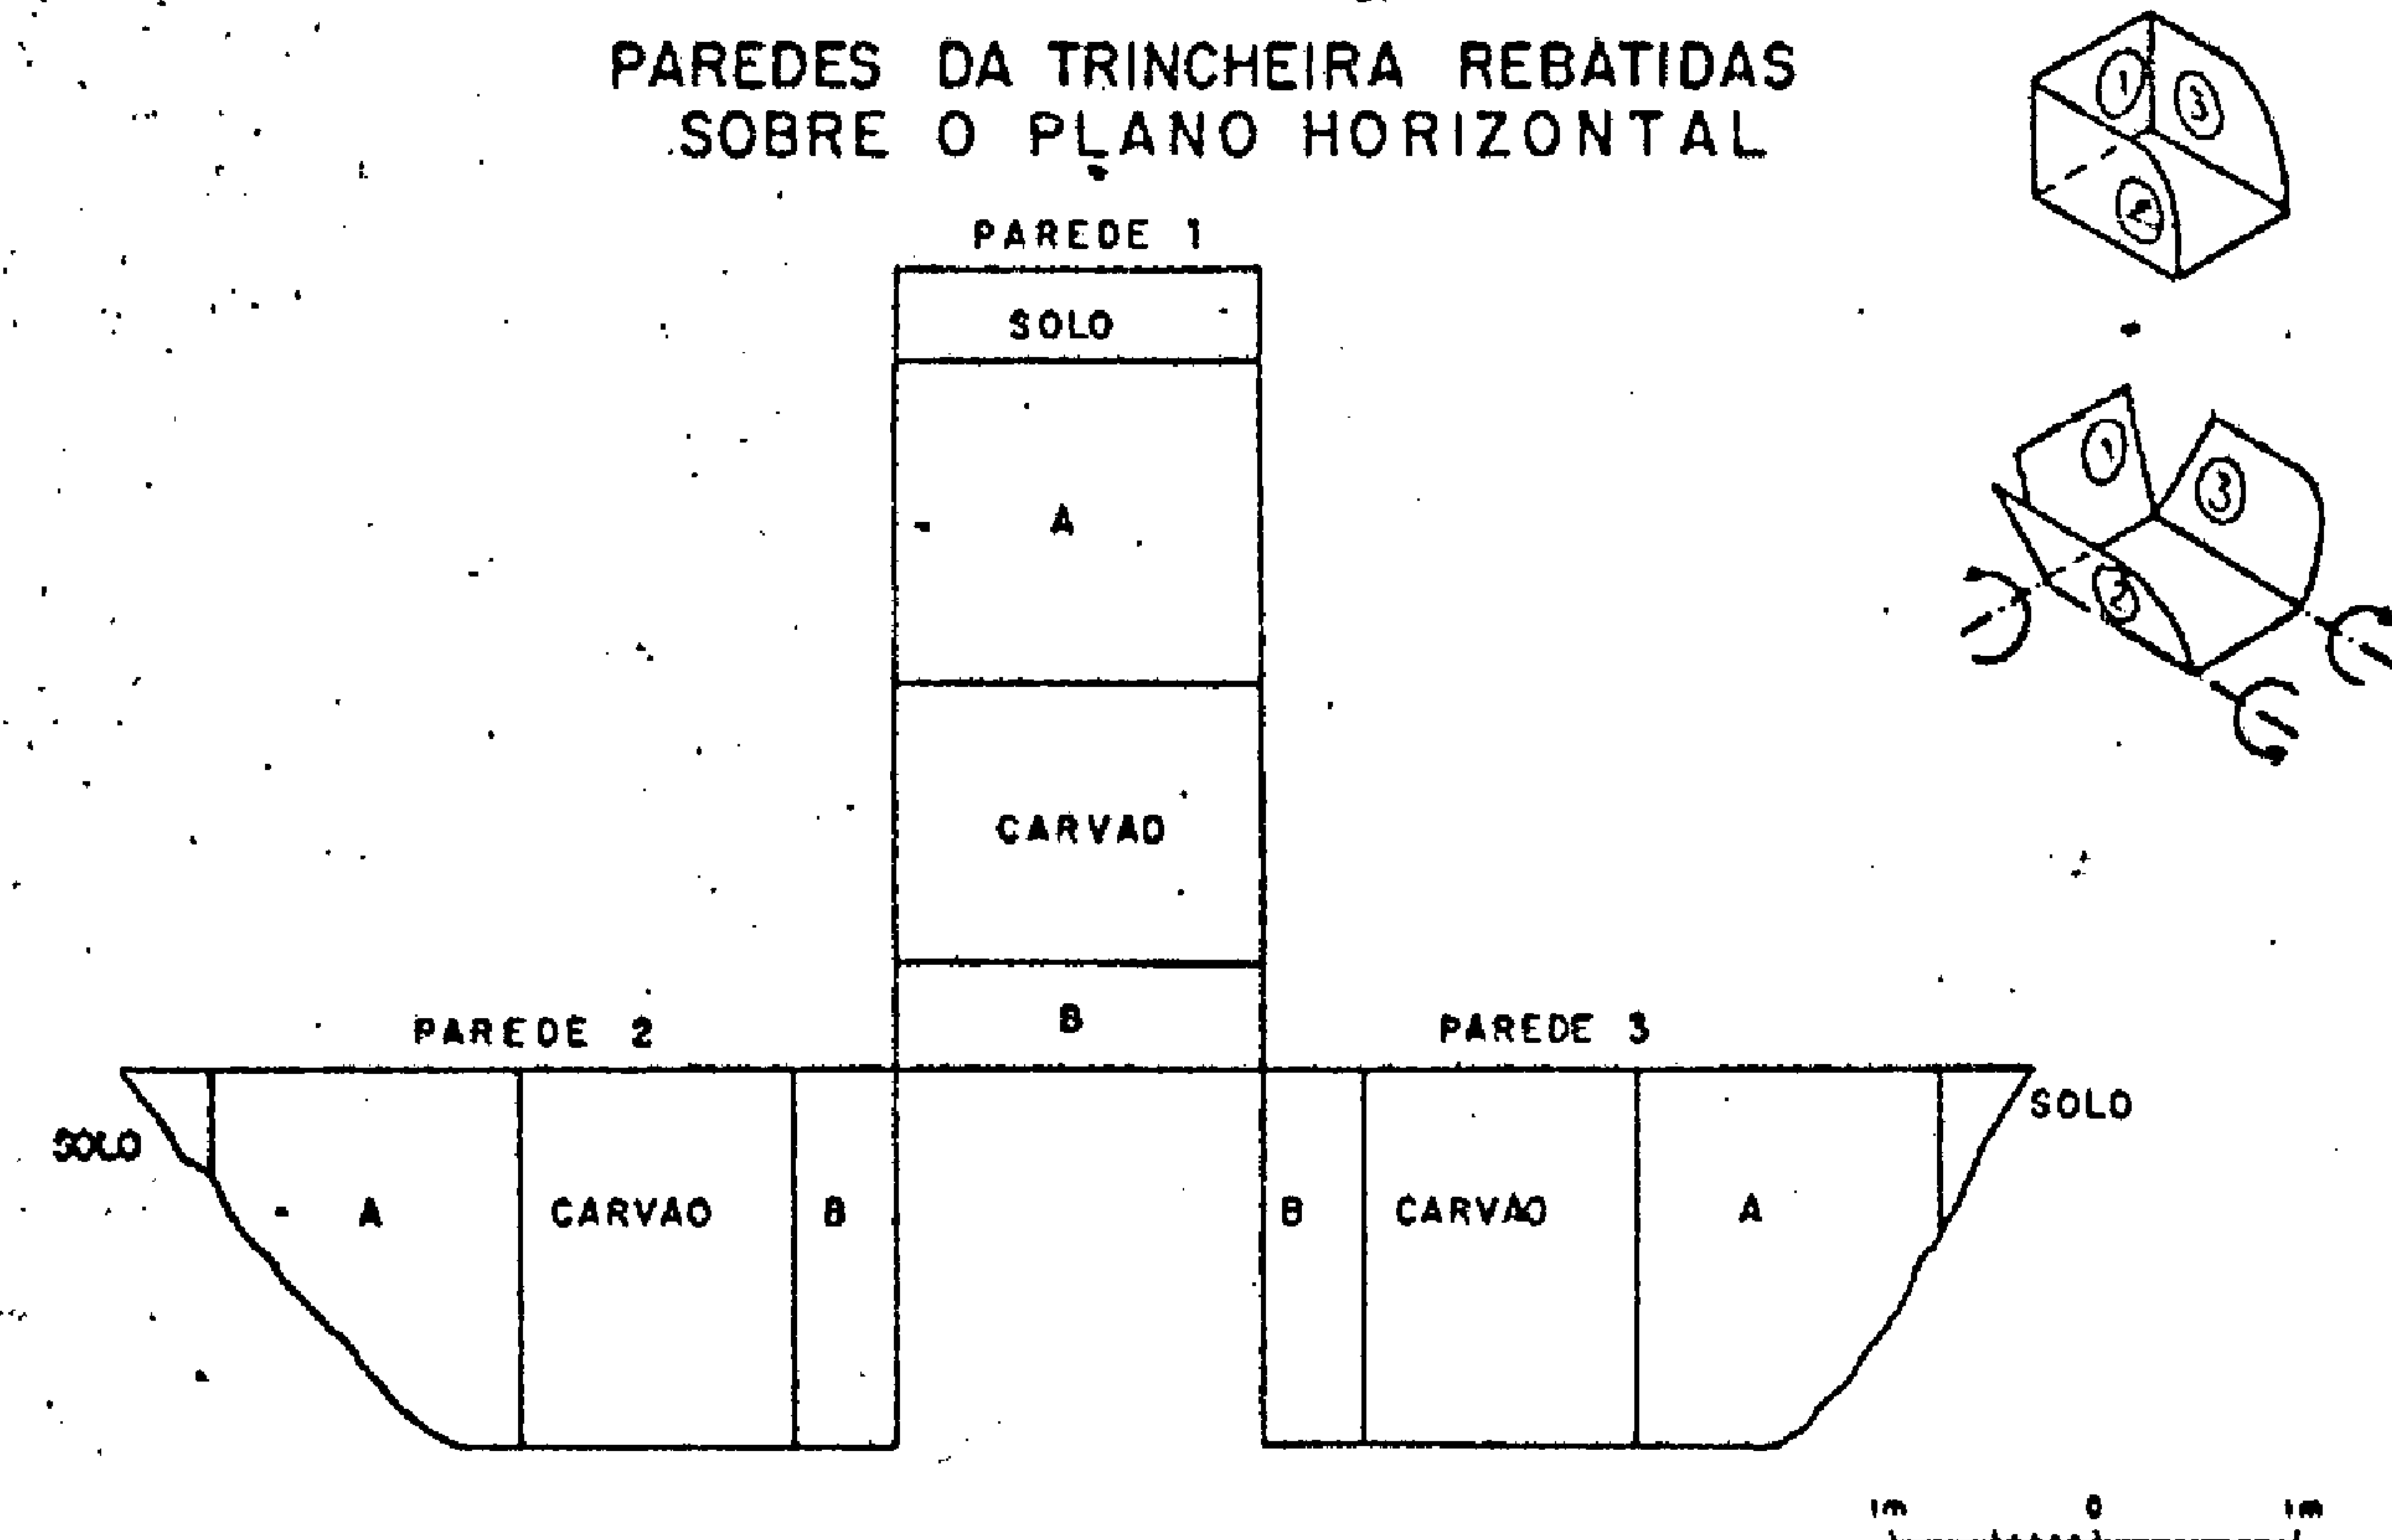 PAREDES DA TRINCHEIRA REBATIDAS
SOBRE O PLANO HORIZONTAL
1
3
2
PAREDE 1
SOLO
A
1
3
2
CARVAO
B
PAREDE 2
PAREDE 3
SOLO
SOLO
A
CARVAO
B
B
CARVÃO
A
1m 0 1m